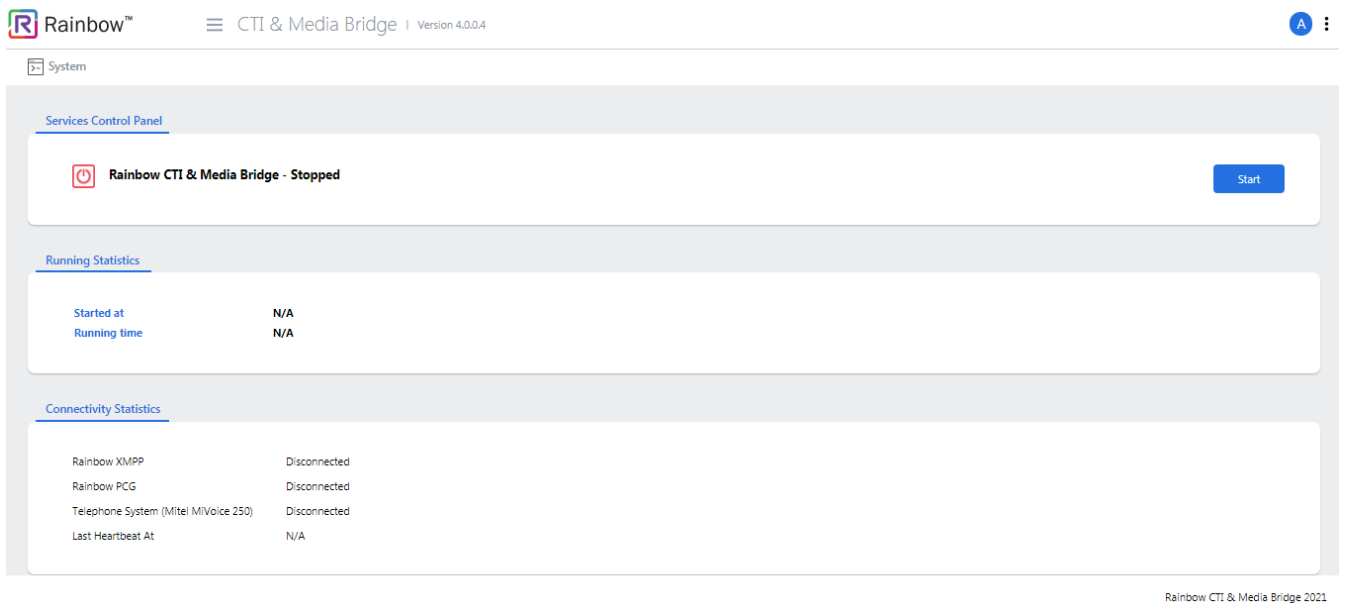 Rainbow™ CTI & Media Bridge | Version 4.0.0.4 A
System
Services Control Panel
Rainbow CTI & Media Bridge - Stopped Start
Running Statistics
Started at N/A
Running time N/A
Connectivity Statistics
Rainbow XMPP Disconnected
Rainbow PCG Disconnected
Telephone System (Mitel MiVoice 250) Disconnected
Last Heartbeat At N/A
Rainbow CTI & Media Bridge 2021